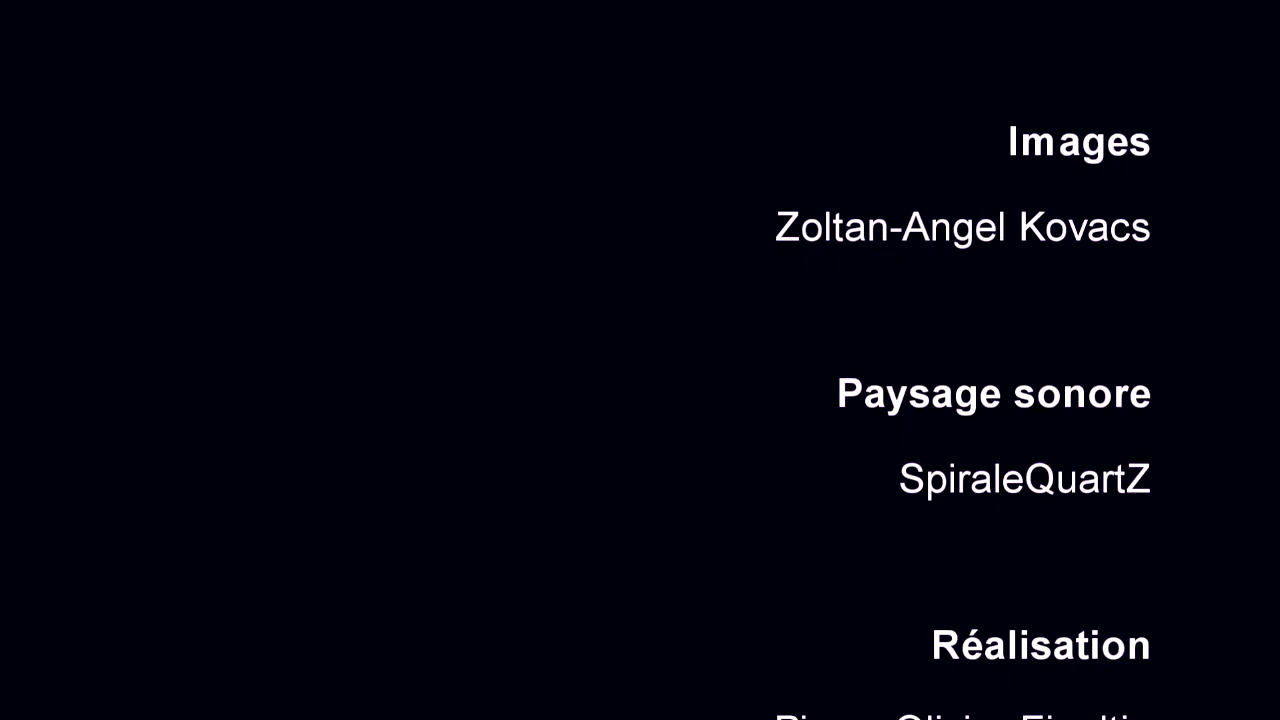 Images
Zoltan-Angel Kovacs
Paysage sonore
SpiraleQuartZ
Réalisation